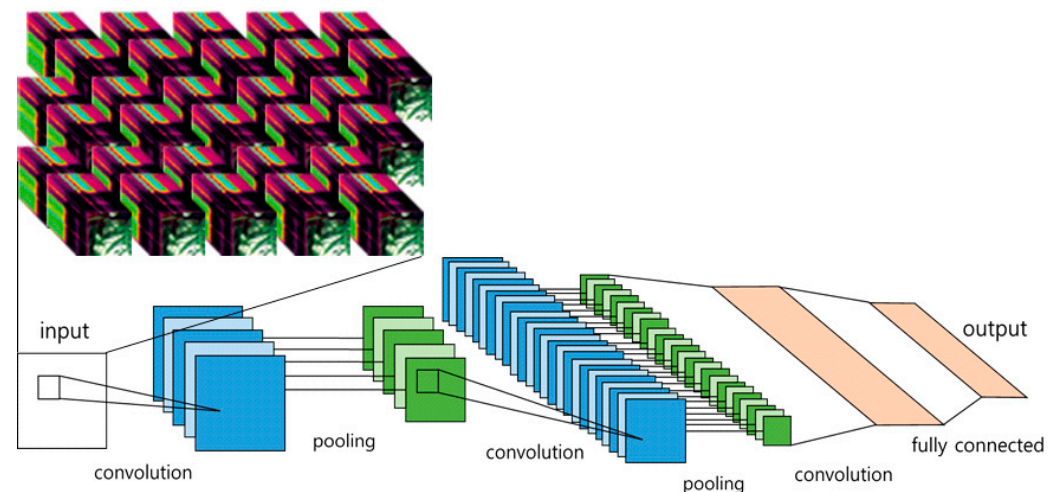 input
convolution
pooling
convolution
pooling
convolution
fully connected
output